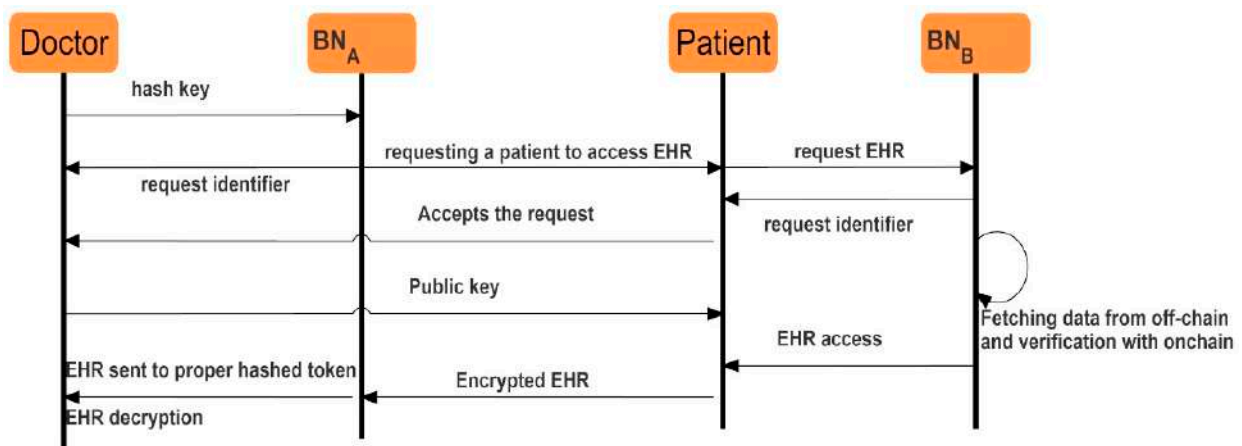 Doctor
BN_A
Patient
BN_B
hash key
requesting a patient to access EHR
request EHR
request identifier
Accepts the request
request identifier
Public key
Fetching data from off-chain
and verification with onchain
EHR access
EHR sent to proper hashed token
Encrypted EHR
EHR decryption